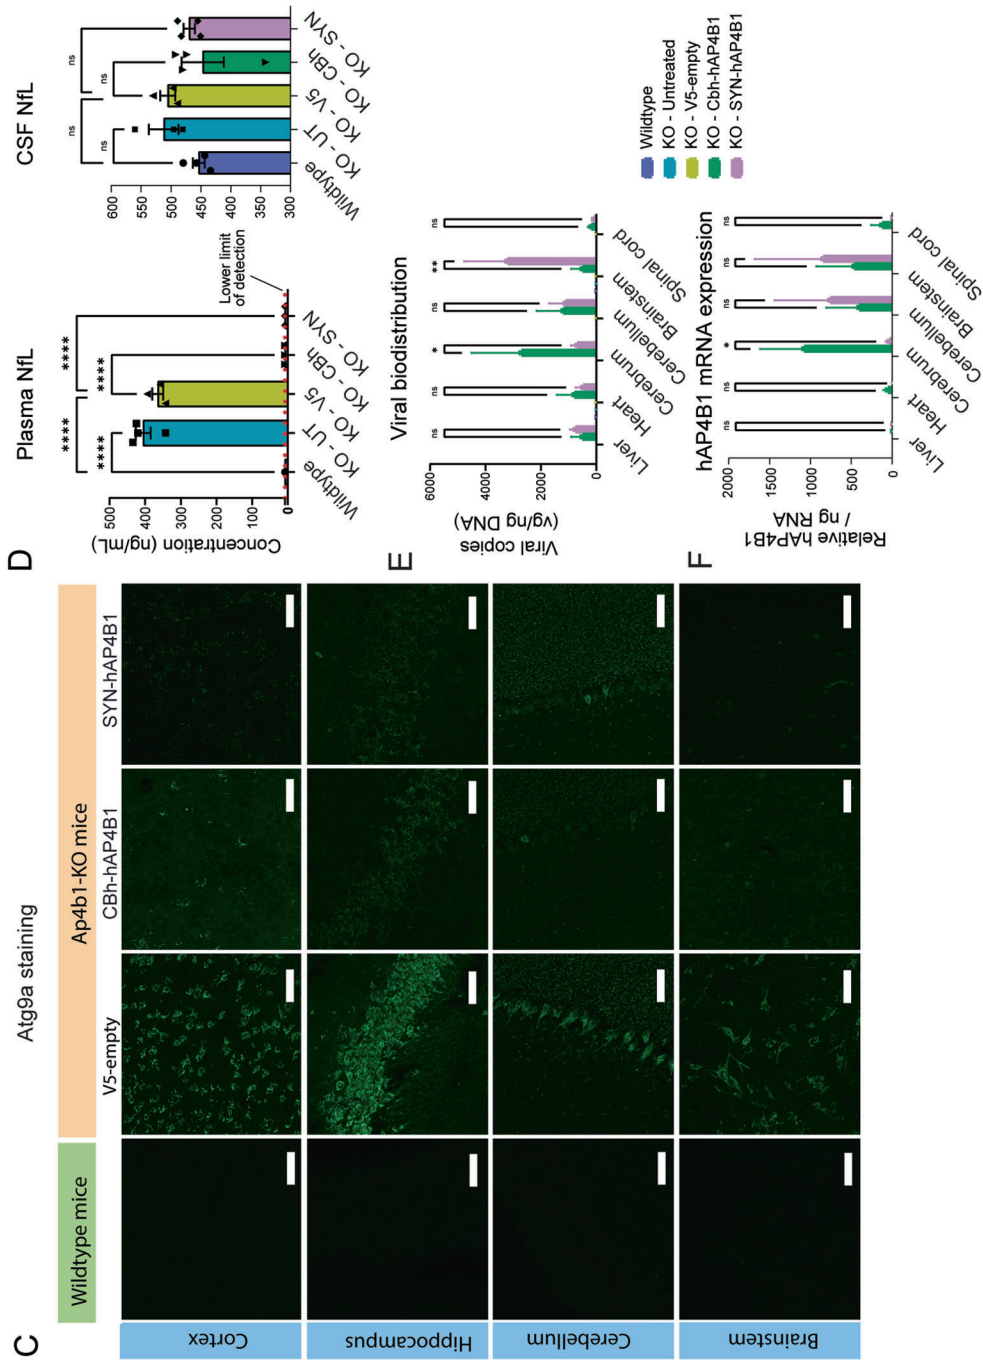 C
Atg9a staining
Wildtype mice
Ap4b1-KO mice
V5-empty
CBh-hAP4B1
SYN-hAP4B1
Cortex
Hippocampus
Cerebellum
Brainstem
D
Plasma NfL
Concentration (ng/mL)
500
400
300
200
100
0
****
****
****
****
Lower limit
of detection
Wildtype
KO - UT
KO - V5
KO - CBh
KO - SYN
CSF NfL
600
550
500
450
400
350
300
ns
ns
ns
ns
Wildtype
KO - UT
KO - V5
KO - CBh
KO - SYN
E
Viral biodistribution
Viral copies
(vg/ng DNA)
6000
4000
2000
0
ns
ns
*
ns
**
ns
Liver
Heart
Cerebrum
Cerebellum
Brainstem
Spinal cord
F
hAP4B1 mRNA expression
Relative hAP4B1
/ ng RNA
2000
1500
1000
500
0
ns
ns
*
ns
ns
ns
Liver
Heart
Cerebrum
Cerebellum
Brainstem
Spinal cord
Wildtype
KO - Untreated
KO - V5-empty
KO - Cbh-hAP4B1
KO - SYN-hAP4B1